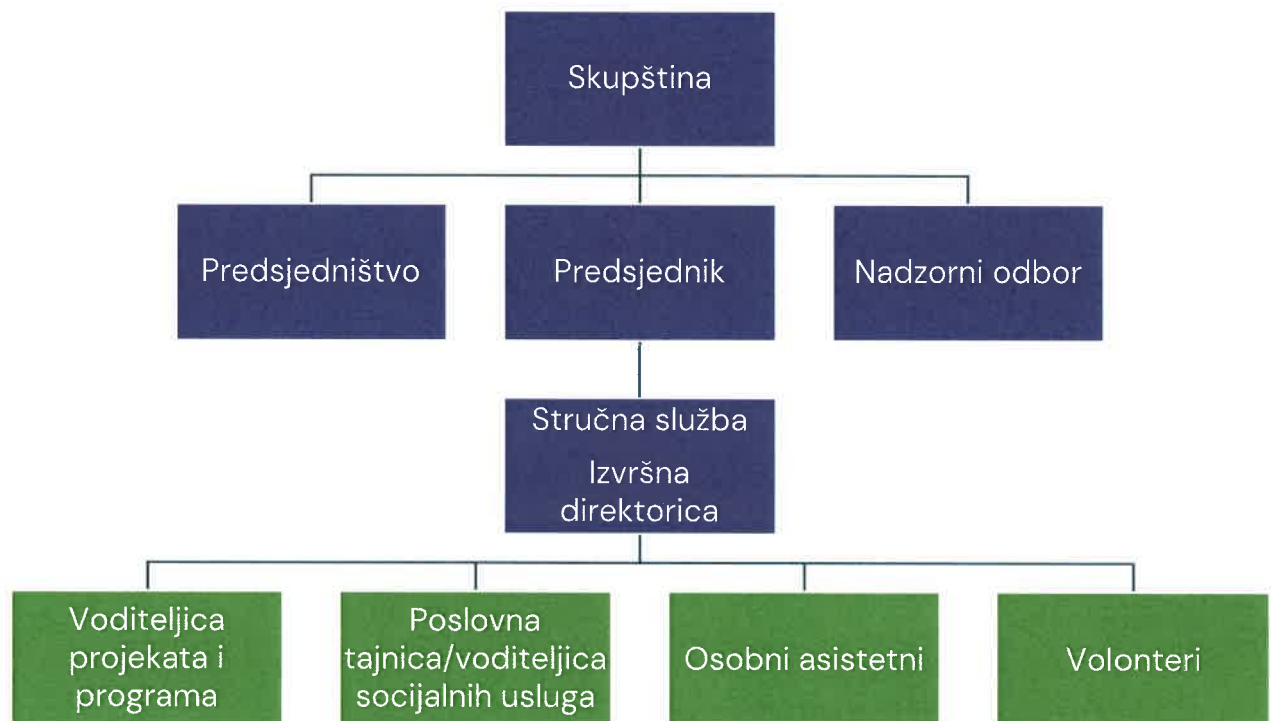 Skupština
Predsjedništvo
Predsjednik
Nadzorni odbor
Stručna služba
Izvršna
direktorica
Voditeljica
projekata i
programa
Poslovna
tajnica/voditeljica
socijalnih usluga
Osobni asistetni
Volonteri